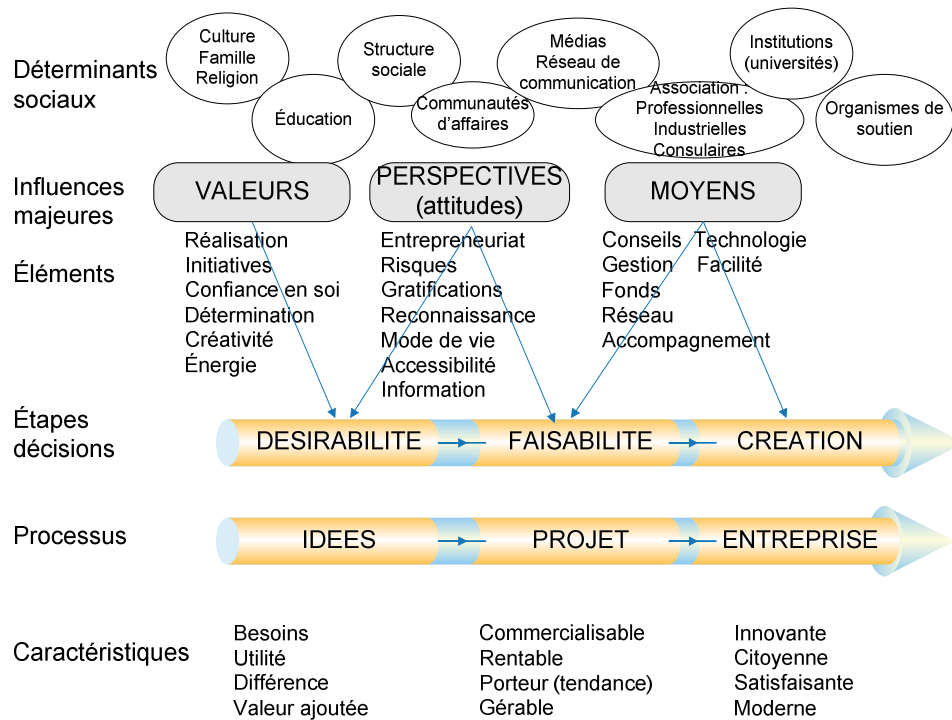 Déterminants
sociaux
Culture
Famille
Religion
Éducation
Structure
sociale
Communautés
d'affaires
Médias
Réseau de
communication
Association :
Professionnelles
Industrielles
Consulaires
Institutions
(universités)
Organismes de
soutien
Influences
majeures
VALEURS
PERSPECTIVES
(attitudes)
MOYENS
Éléments
Réalisation
Initiatives
Confiance en soi
Détermination
Créativité
Énergie
Entrepreneuriat
Risques
Gratifications
Reconnaissance
Mode de vie
Accessibilité
Information
Conseils Technologie
Gestion Facilité
Fonds
Réseau
Accompagnement
Étapes
décisions
DESIRABILITE
FAISABILITE
CREATION
Processus
IDEES
PROJET
ENTREPRISE
Caractéristiques
Besoins
Utilité
Différence
Valeur ajoutée
Commercialisable
Rentable
Porteur (tendance)
Gérable
Innovante
Citoyenne
Satisfaisante
Moderne